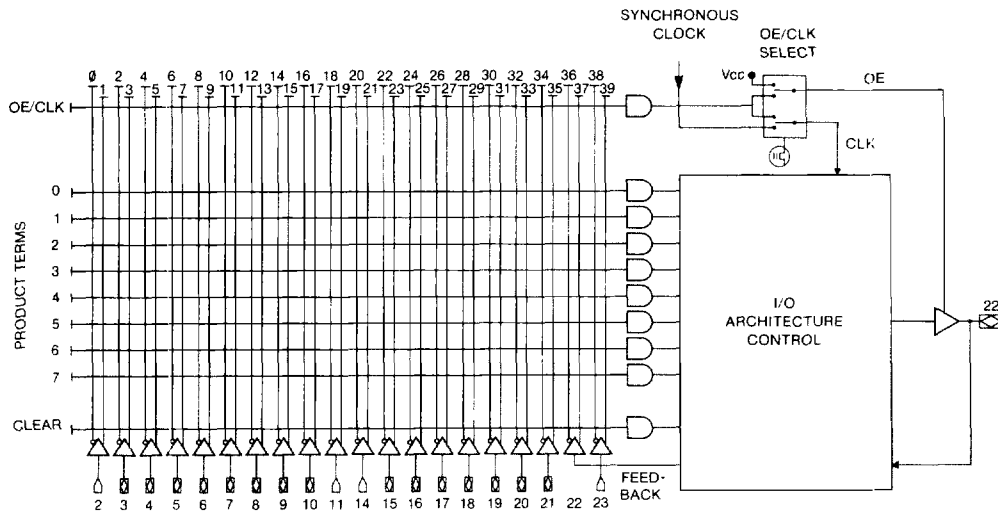 SYNCHRONOUS
CLOCK
OE/CLK
SELECT
Vcc
OE
CLK
Ø 2 4 6 8 10 12 14 16 18 20 22 24 26 28 30 32 34 36 38
1 3 5 7 9 11 13 15 17 19 21 23 25 27 29 31 33 35 37 39
OE/CLK
PRODUCT TERMS
0
1
2
3
4
5
6
7
CLEAR
I/O
ARCHITECTURE
CONTROL
22
FEED-
BACK
2 3 4 5 6 7 8 9 10 11 14 15 16 17 18 19 20 21 22 23